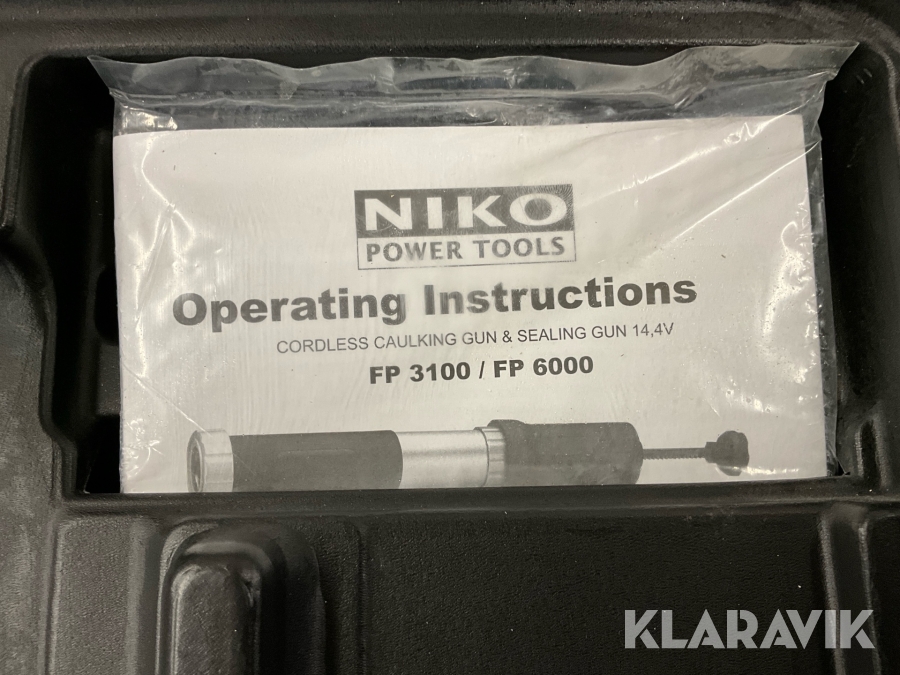 NIKO
POWER TOOLS
Operating Instructions
CORDLESS CAULKING GUN & SEALING GUN 14,4V
FP 3100 / FP 6000
KLARAVIK